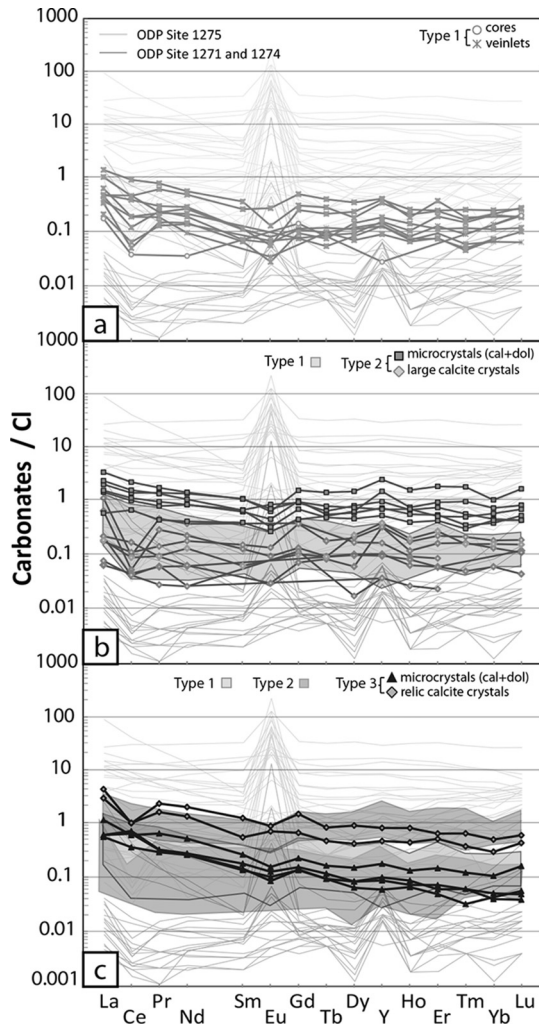 ODP Site 1275
ODP Site 1271 and 1274
Type 1
cores
veinlets
100
10
1
0.1
0.01
1000
a
Type 1
Type 2
microcrystals (cal+dol)
large calcite crystals
100
10
1
0.1
0.01
1000
b
Type 1
Type 2
Type 3
microcrystals (cal+dol)
relic calcite crystals
100
10
1
0.1
0.01
0.001
c
Carbonates / CI
La Ce Pr Nd Sm Eu Gd Tb Dy Y Ho Er Tm Yb Lu